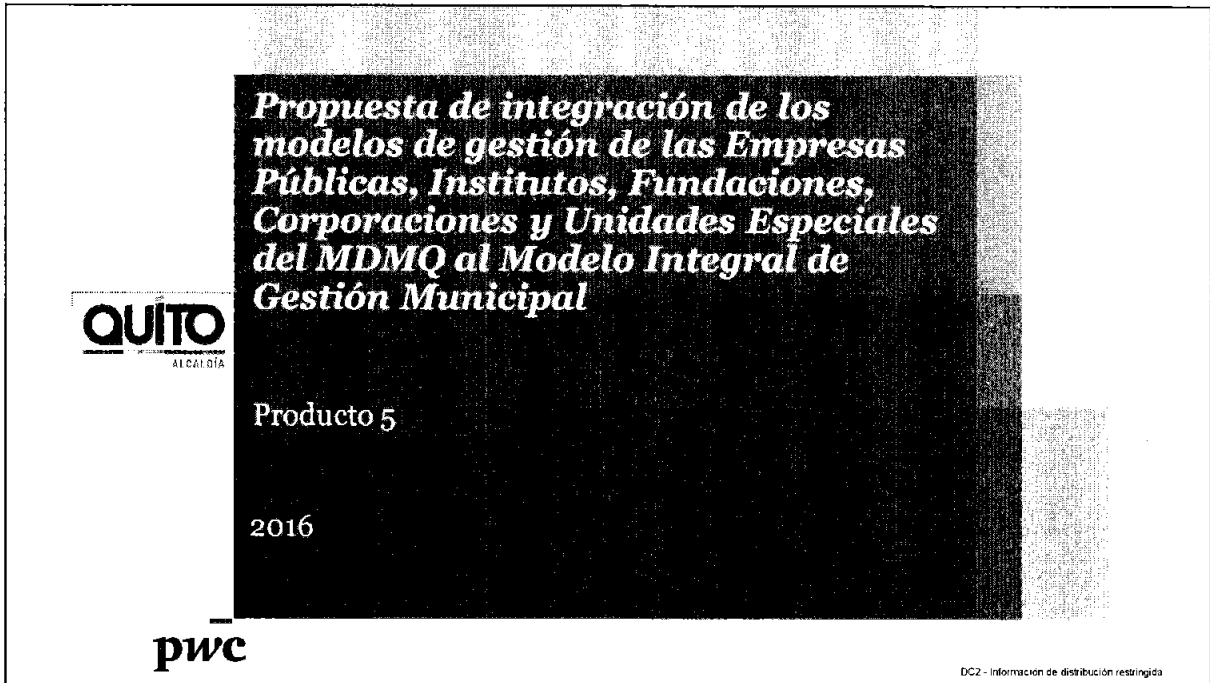 Propuesta de integración de los
modelos de gestión de las Empresas
Públicas, Institutos, Fundaciones,
Corporaciones y Unidades Especiales
del MDMQ al Modelo Integral de
Gestión Municipal
QUITO
ALCALDÍA
Producto 5
2016
pwc
DC2 - Información de distribución restringida